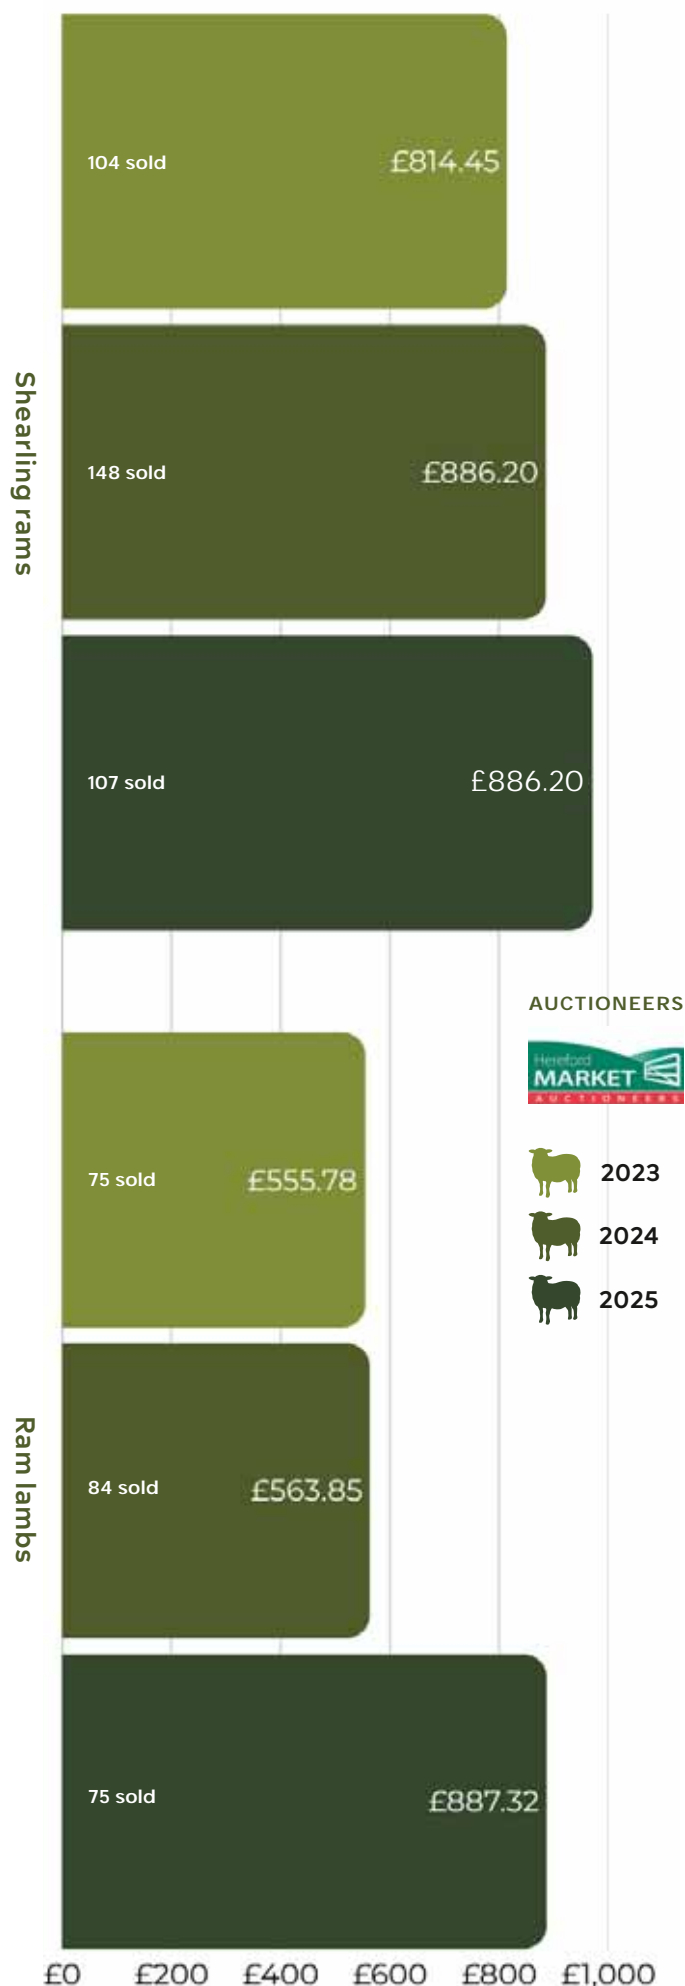 Shearling rams
104 sold
£814.45
148 sold
£886.20
107 sold
£886.20
AUCTIONEERS
Hereford
MARKET
AUCTIONEERS
2023
2024
2025
Ram lambs
75 sold
£555.78
84 sold
£563.85
75 sold
£887.32
£0 £200 £400 £600 £800 £1,000